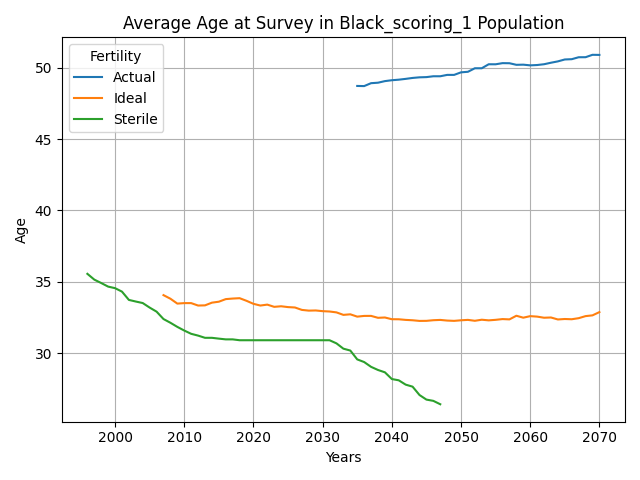 Average Age at Survey in Black_scoring_1 Population
Fertility
Actual
Ideal
Sterile
Age
50
45
40
35
30
2000
2010
2020
2030
2040
2050
2060
2070
Years